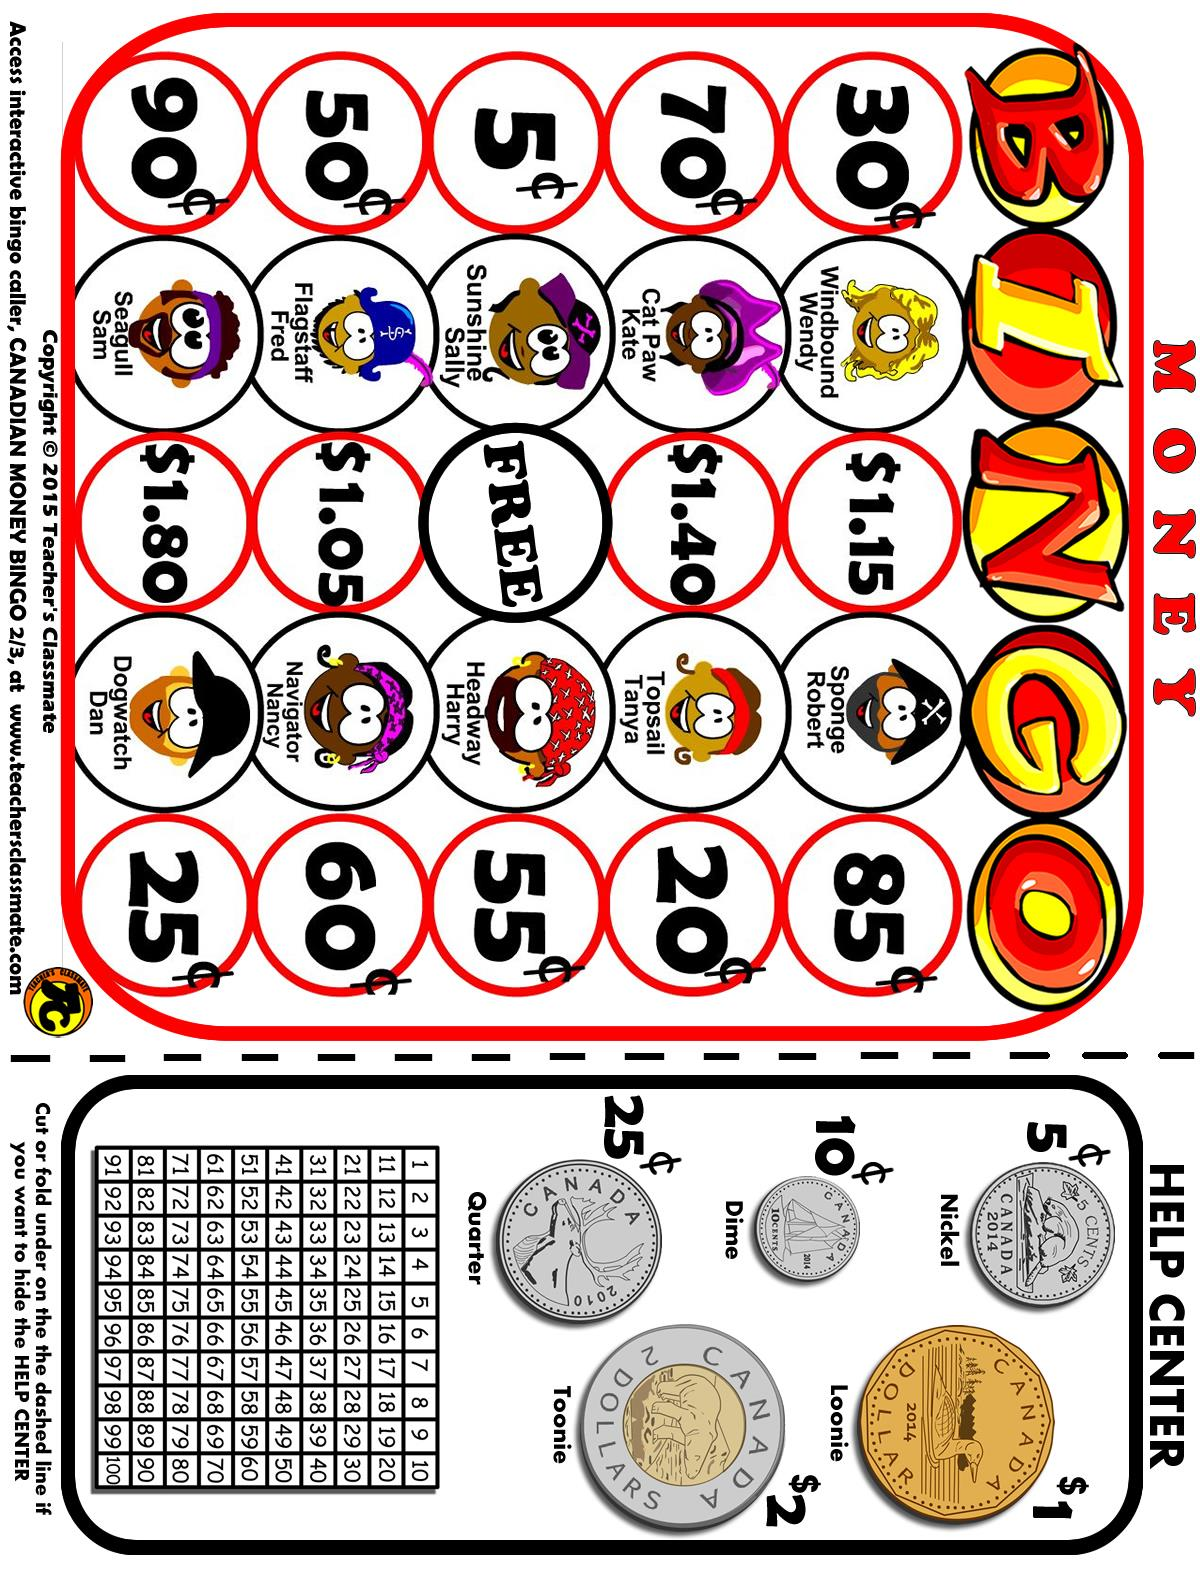 MONEY
BINGO
30¢
Windbound
Wendy
$1.15
Sponge
Robert
85¢
70¢
Cat Paw
Kate
$1.40
Topsail
Tanya
20¢
5¢
Sunshine
Sally
FREE
Headway
Harry
55¢
50¢
Flagstaff
Fred
$1.05
Navigator
Nancy
60¢
90¢
Seagull
Sam
$1.80
Dogwatch
Dan
25¢
Copyright © 2015 Teacher's Classmate
Access interactive bingo caller, CANADIAN MONEY BINGO 2/3, at www.teachersclassmate.com
TEACHER'S CLASSMATE
TC
HELP CENTER
5¢
5 CENTS
CANADA
2014
Nickel
$1
CANADA
2014
DOLLAR
Loonie
10¢
CANADA
10 CENTS
2014
Dime
$2
CANADA
2 DOLLARS
Toonie
25¢
CANADA
2010
Quarter
1 2 3 4 5 6 7 8 9 10
11 12 13 14 15 16 17 18 19 20
21 22 23 24 25 26 27 28 29 30
31 32 33 34 35 36 37 38 39 40
41 42 43 44 45 46 47 48 49 50
51 52 53 54 55 56 57 58 59 60
61 62 63 64 65 66 67 68 69 70
71 72 73 74 75 76 77 78 79 80
81 82 83 84 85 86 87 88 89 90
91 92 93 94 95 96 97 98 99 100
Cut or fold under on the the dashed line if
you want to hide the HELP CENTER